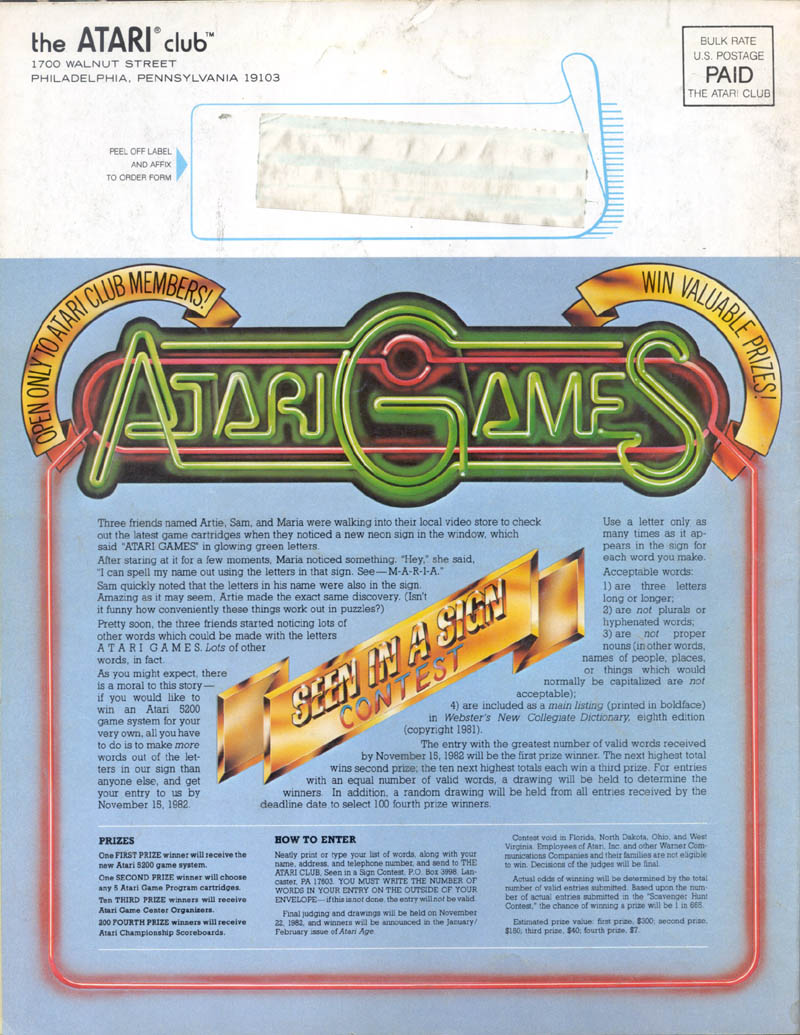 the ATARI® club™
1700 WALNUT STREET
PHILADELPHIA, PENNSYLVANIA 19103
BULK RATE
U.S. POSTAGE
PAID
THE ATARI CLUB
PEEL OFF LABEL
AND AFFIX
TO ORDER FORM
OPEN ONLY TO ATARI CLUB MEMBERS!
WIN VALUABLE PRIZES!
ATARI GAMES
Three friends named Artie, Sam, and Maria were walking into their local video store to check
out the latest game cartridges when they noticed a new neon sign in the window, which
said "ATARI GAMES" in glowing green letters.
After staring at it for a few moments, Maria noticed something. "Hey," she said,
"I can spell my name out using the letters in that sign. See—M-A-R-I-A."
Sam quickly noted that the letters in his name were also in the sign.
Amazing as it may seem, Artie made the exact same discovery. (Isn't
it funny how conveniently these things work out in puzzles?)
Pretty soon, the three friends started noticing lots of
other words which could be made with the letters
A T A R I G A M E S. Lots of other
words, in fact.
As you might expect, there
is a moral to this story—
if you would like to
win an Atari 5200
game system for your
very own, all you have
to do is to make more
words out of the let-
ters in our sign than
anyone else, and get
your entry to us by
November 15, 1982.
SEEN IN A SIGN
CONTEST
Use a letter only as
many times as it ap-
pears in the sign for
each word you make.
Acceptable words:
1) are three letters
long or longer;
2) are not plurals or
hyphenated words;
3) are not proper
nouns (in other words,
names of people, places,
or things which would
normally be capitalized are not
acceptable);
4) are included as a main listing (printed in boldface)
in Webster's New Collegiate Dictionary, eighth edition
(copyright 1981).
The entry with the greatest number of valid words received
by November 15, 1982 will be the first prize winner. The next highest total
wins second prize; the ten next highest totals each win a third prize. For entries
with an equal number of valid words, a drawing will be held to determine the
winners. In addition, a random drawing will be held from all entries received by the
deadline date to select 100 fourth prize winners.
PRIZES
One FIRST PRIZE winner will receive the
new Atari 5200 game system.
One SECOND PRIZE winner will choose
any 5 Atari Game Program cartridges.
Ten THIRD PRIZE winners will receive
Atari Game Center Organizers.
200 FOURTH PRIZE winners will receive
Atari Championship Scoreboards.
HOW TO ENTER
Neatly print or type your list of words, along with your
name, address, and telephone number, and send to THE
ATARI CLUB, Seen in a Sign Contest, P.O. Box 3998, Lan-
caster, PA 17603. YOU MUST WRITE THE NUMBER OF
WORDS IN YOUR ENTRY ON THE OUTSIDE OF YOUR
ENVELOPE—if this is not done, the entry will not be valid.
Final judging and drawings will be held on November
22, 1982, and winners will be announced in the January/
February issue of Atari Age.
Contest void in Florida, North Dakota, Ohio, and West
Virginia. Employees of Atari, Inc. and other Warner Com-
munications Companies and their families are not eligible
to win. Decisions of the judges will be final.
Actual odds of winning will be determined by the total
number of valid entries submitted. Based upon the num-
ber of actual entries submitted in the "Scavenger Hunt
Contest," the chance of winning a prize will be 1 in 665.
Estimated prize value: first prize, $300; second prize,
$150; third prize, $40; fourth prize, $7.